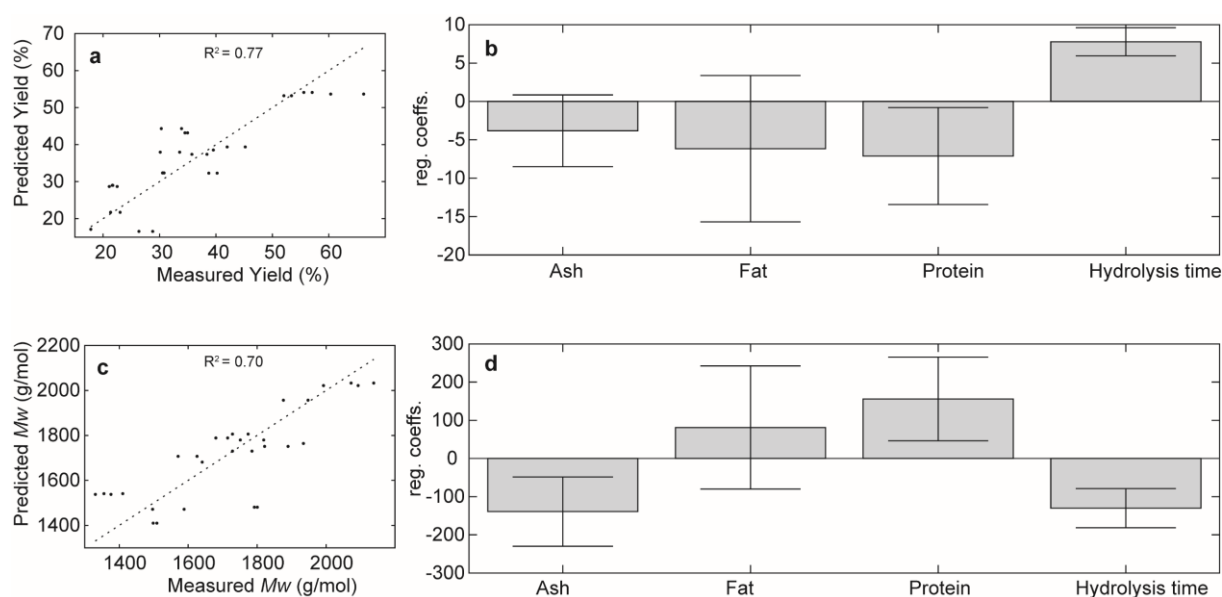 a
R² = 0.77
Predicted Yield (%)
70
60
50
40
30
20
20 30 40 50 60
Measured Yield (%)
b
reg. coeffs.
10
5
0
-5
-10
-15
-20
Ash Fat Protein Hydrolysis time
c
R² = 0.70
Predicted Mw (g/mol)
2200
2000
1800
1600
1400
1400 1600 1800 2000
Measured Mw (g/mol)
d
reg. coeffs.
300
200
100
0
-100
-200
-300
Ash Fat Protein Hydrolysis time